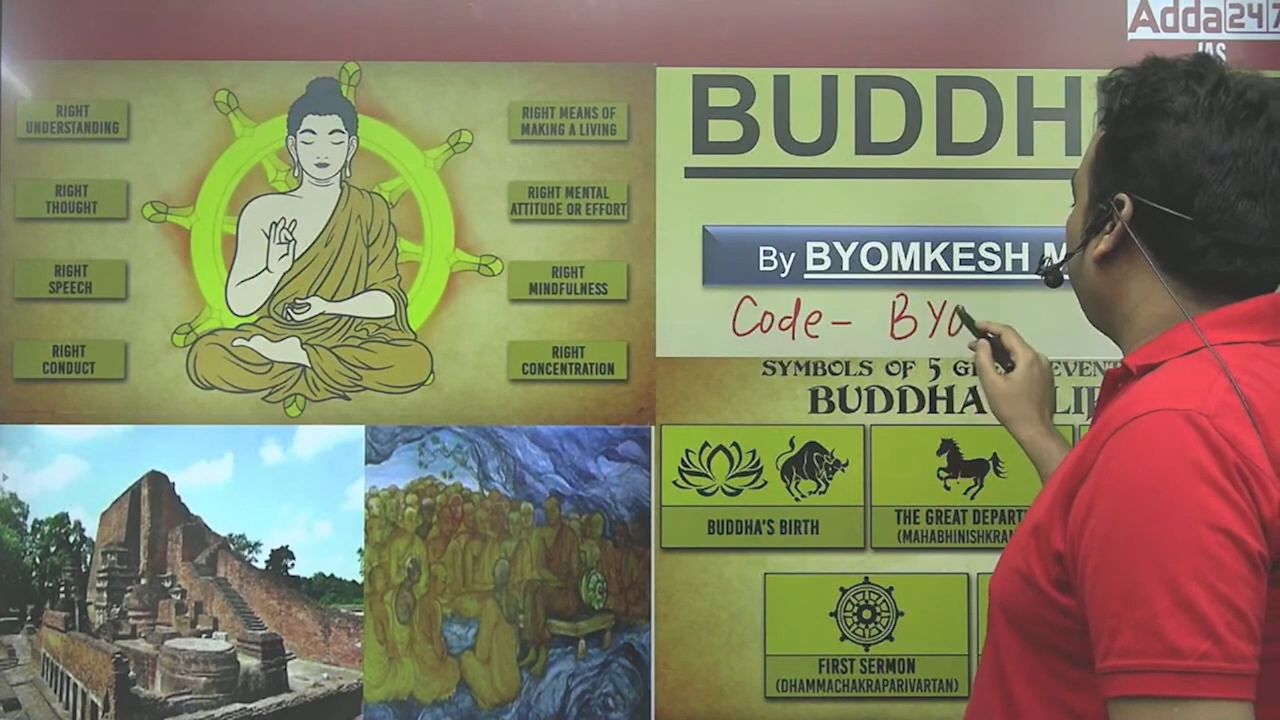 Adda247
IAS
RIGHT
UNDERSTANDING
RIGHT
THOUGHT
RIGHT
SPEECH
RIGHT
CONDUCT
RIGHT MEANS OF
MAKING A LIVING
RIGHT MENTAL
ATTITUDE OR EFFORT
RIGHT
MINDFULNESS
RIGHT
CONCENTRATION
BUDDH
By BYOMKESH M
Code- BYO
SYMBOLS OF 5 EVENT
BUDDHA
BUDDHA'S BIRTH
THE GREAT DEPART
(MAHABHINISHKRAM
FIRST SERMON
(DHAMMACHAKRAPARIVARTAN)